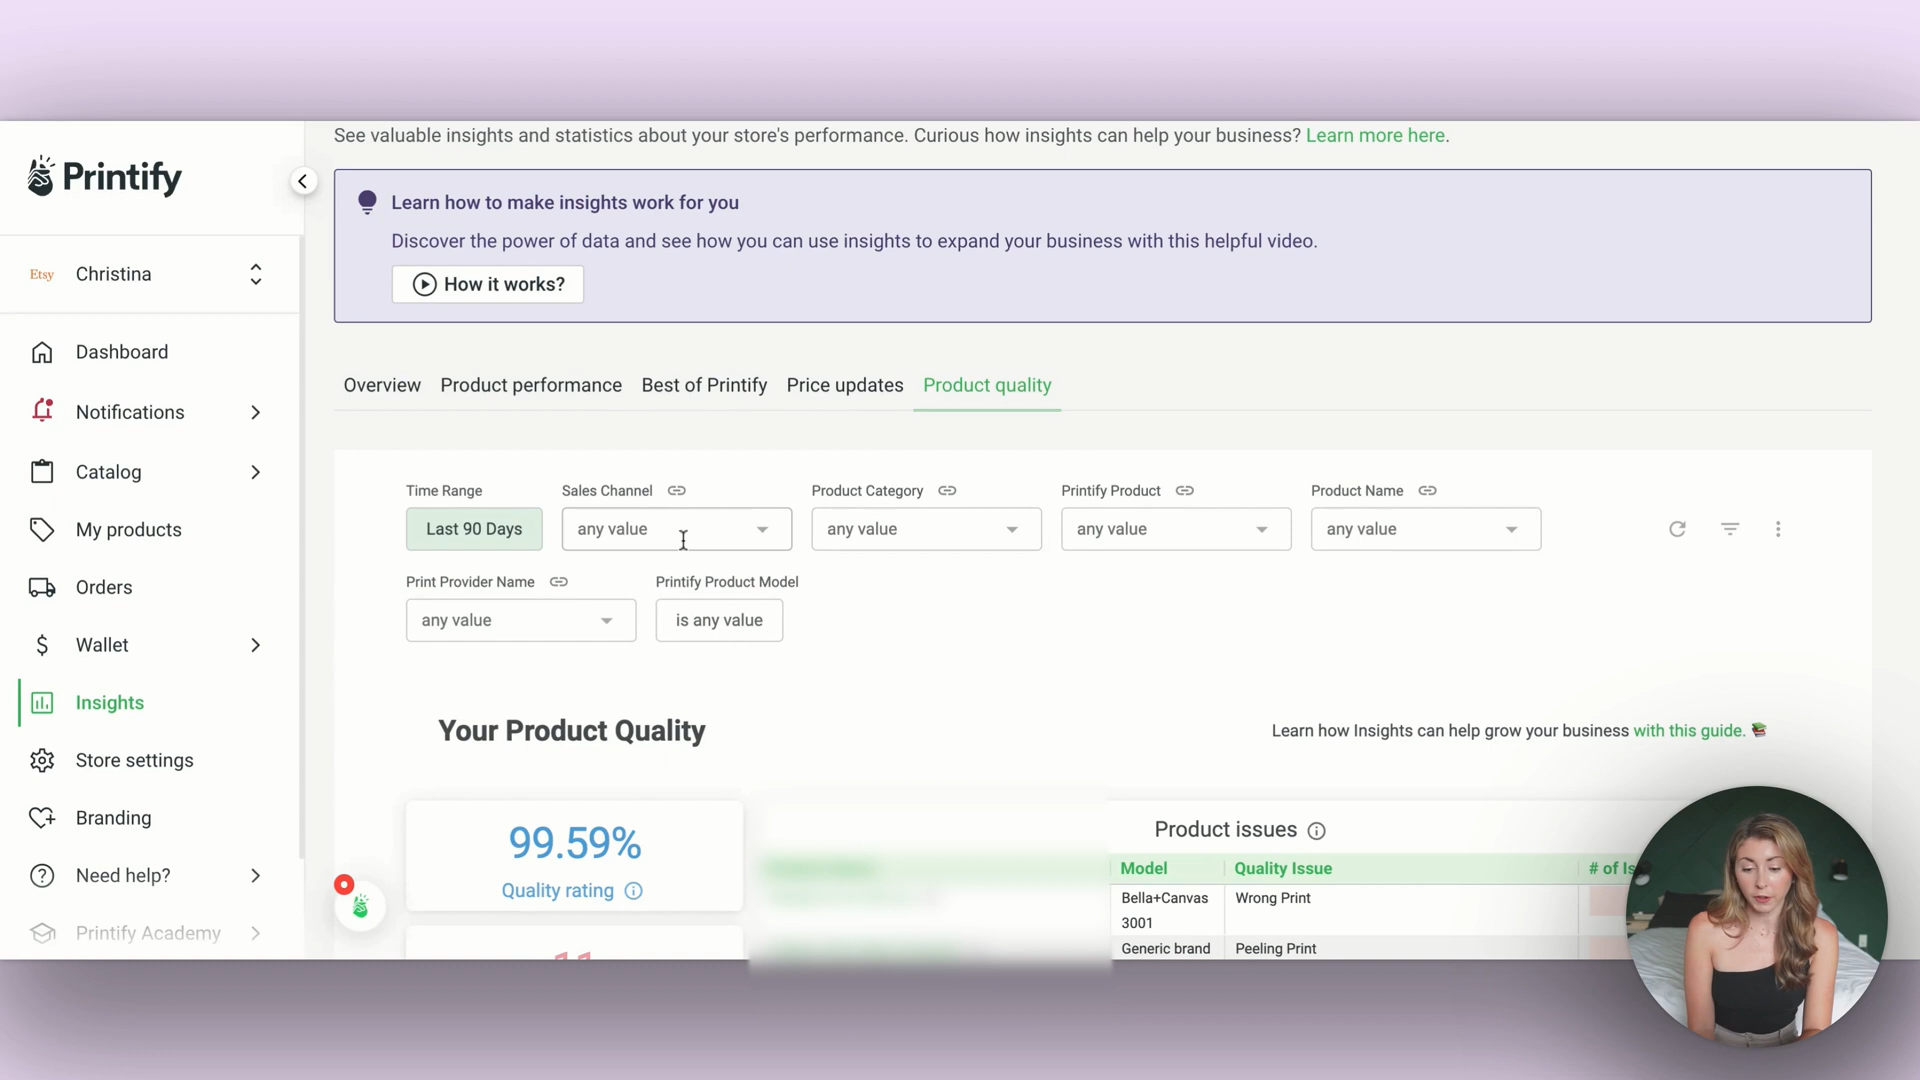 See valuable insights and statistics about your store's performance. Curious how insights can help your business? Learn more here.
Printify
Learn how to make insights work for you
Discover the power of data and see how you can use insights to expand your business with this helpful video.
How it works?
Etsy Christina
Dashboard
Notifications
Catalog
My products
Orders
Wallet
Insights
Store settings
Branding
Need help?
Printify Academy
Overview Product performance Best of Printify Price updates Product quality
Time Range Sales Channel Product Category Printify Product Product Name
Last 90 Days any value any value any value any value
Print Provider Name Printify Product Model
any value is any value
Your Product Quality
Learn how Insights can help grow your business with this guide.
99.59%
Quality rating
Product issues
Model Quality Issue # of Is
Bella+Canvas 3001 Wrong Print
Generic brand Peeling Print